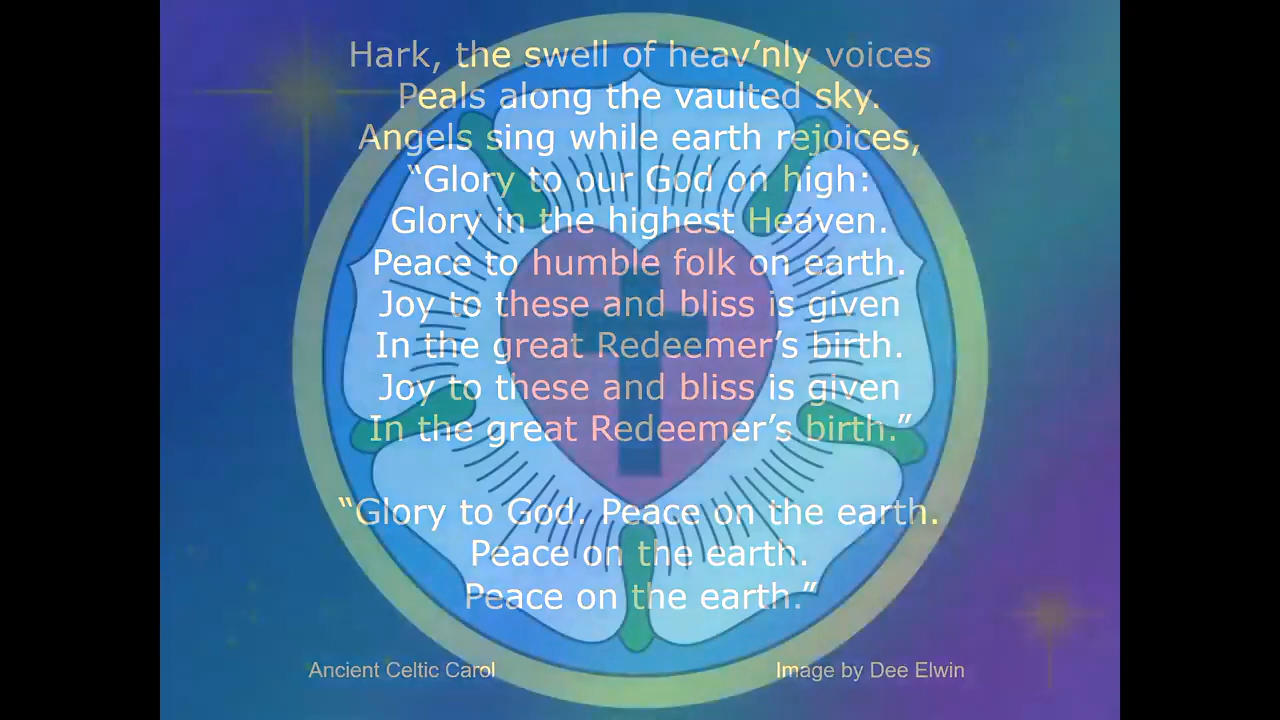 Hark, the swell of heav’nly voices
Peals along the vaulted sky.
Angels sing while earth rejoices,
“Glory to our God on high:
Glory in the highest Heaven.
Peace to humble folk on earth.
Joy to these and bliss is given
In the great Redeemer’s birth.
Joy to these and bliss is given
In the great Redeemer’s birth.”
“Glory to God. Peace on the earth.
Peace on the earth.
Peace on the earth.”
Ancient Celtic Carol
Image by Dee Elwin